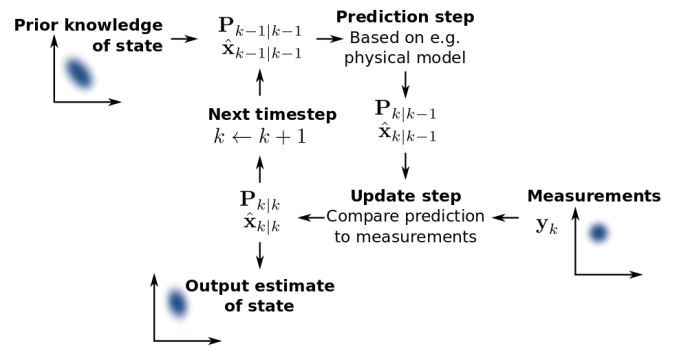 Prior knowledge
of state
P_{k−1|k−1}
x̂_{k−1|k−1}
Prediction step
Based on e.g.
physical model
P_{k|k−1}
x̂_{k|k−1}
Next timestep
k ← k + 1
P_{k|k}
x̂_{k|k}
Update step
Compare prediction
to measurements
Measurements
y_k
Output estimate
of state